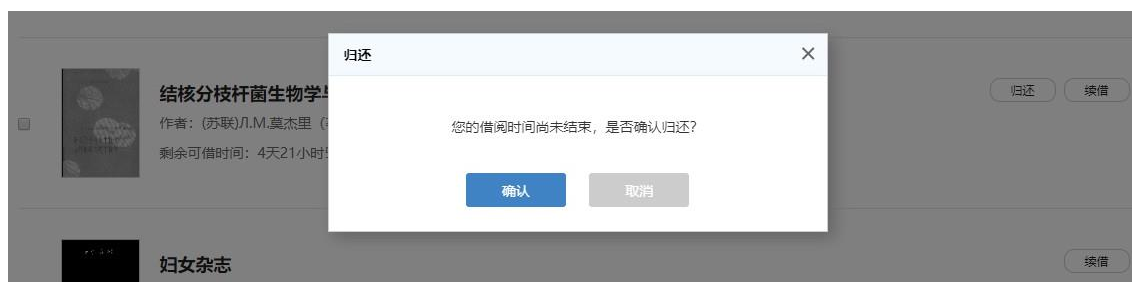 归还
结核分枝杆菌生物学
归还
续借
作者：(苏联)Л.М.莫杰里
您的借阅时间尚未结束，是否确认归还？
剩余可借时间：4天21小时
确认
取消
妇女杂志
续借